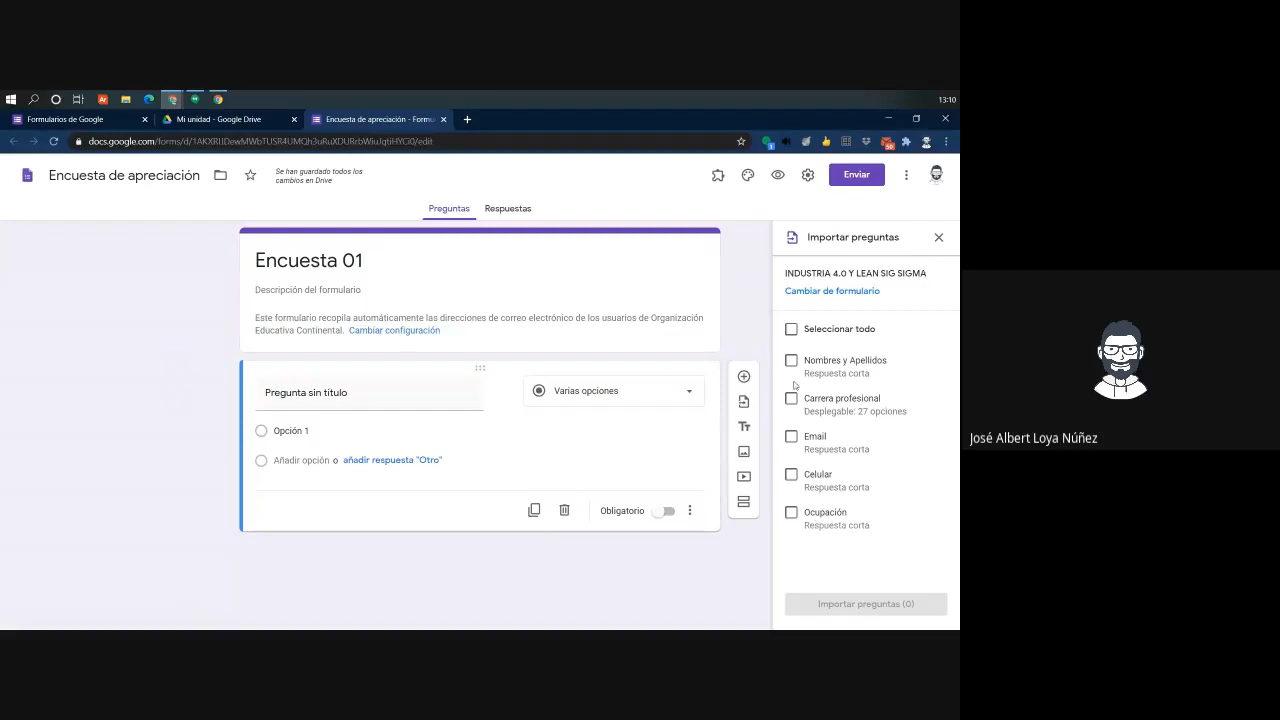 13:10
Formularios de Google
Mi unidad - Google Drive
Encuesta de apreciación - Formu
docs.google.com/forms/d/
Encuesta de apreciación
Se han guardado todos los
cambios en Drive
Enviar
Preguntas
Respuestas
Encuesta 01
Descripción del formulario
Este formulario recopila automáticamente las direcciones de correo electrónico de los usuarios de Organización
Educativa Continental. Cambiar configuración
Pregunta sin título
Varias opciones
Opción 1
Añadir opción o añadir respuesta "Otro"
Obligatorio
Importar preguntas
INDUSTRIA 4.0 Y LEAN SIG SIGMA
Cambiar de formulario
Seleccionar todo
Nombres y Apellidos
Respuesta corta
Carrera profesional
Desplegable: 27 opciones
Email
Respuesta corta
Celular
Respuesta corta
Ocupación
Respuesta corta
Importar preguntas (0)
José Albert Loya Núñez